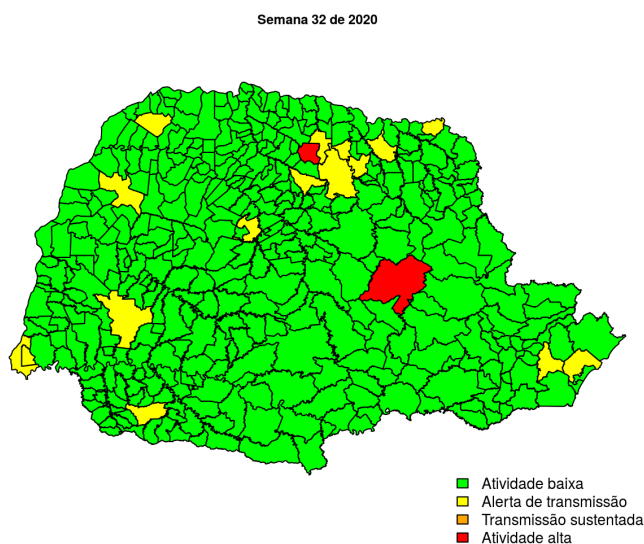 Semana 32 de 2020
Atividade baixa
Alerta de transmissão
Transmissão sustentada
Atividade alta